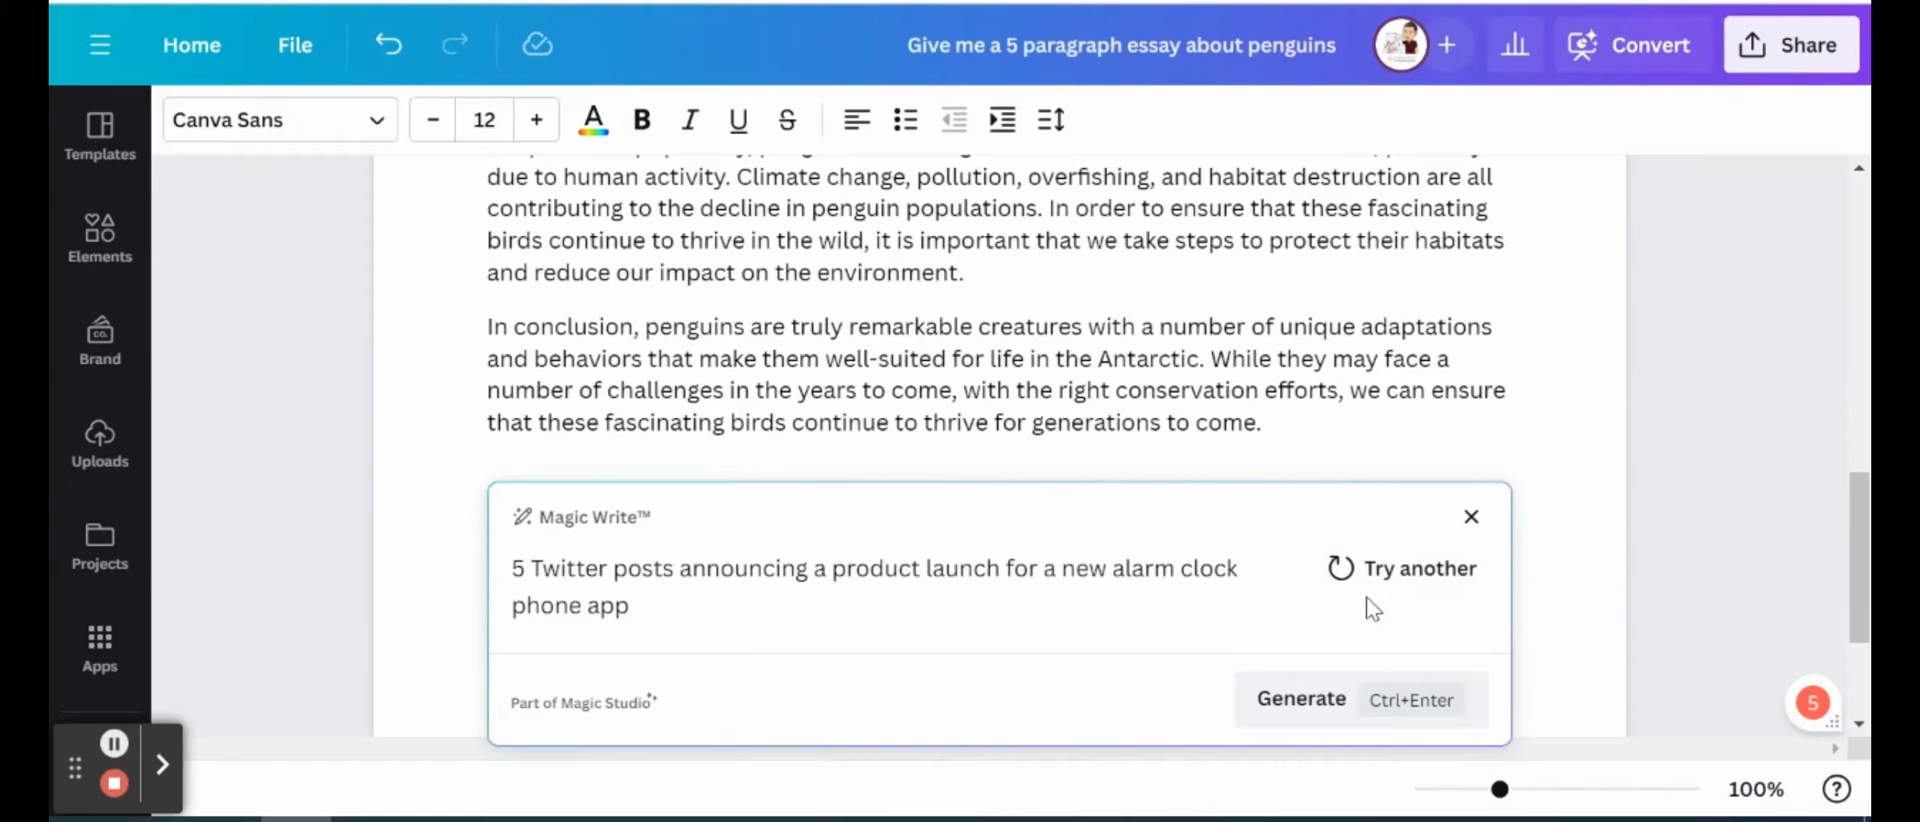 Home
File
Give me a 5 paragraph essay about penguins
Convert
Share
Canva Sans
12
Templates
Elements
Brand
Uploads
Projects
Apps
due to human activity. Climate change, pollution, overfishing, and habitat destruction are all
contributing to the decline in penguin populations. In order to ensure that these fascinating
birds continue to thrive in the wild, it is important that we take steps to protect their habitats
and reduce our impact on the environment.
In conclusion, penguins are truly remarkable creatures with a number of unique adaptations
and behaviors that make them well-suited for life in the Antarctic. While they may face a
number of challenges in the years to come, with the right conservation efforts, we can ensure
that these fascinating birds continue to thrive for generations to come.
Magic Write™
5 Twitter posts announcing a product launch for a new alarm clock
phone app
Try another
Part of Magic Studio
Generate Ctrl+Enter
5
100%